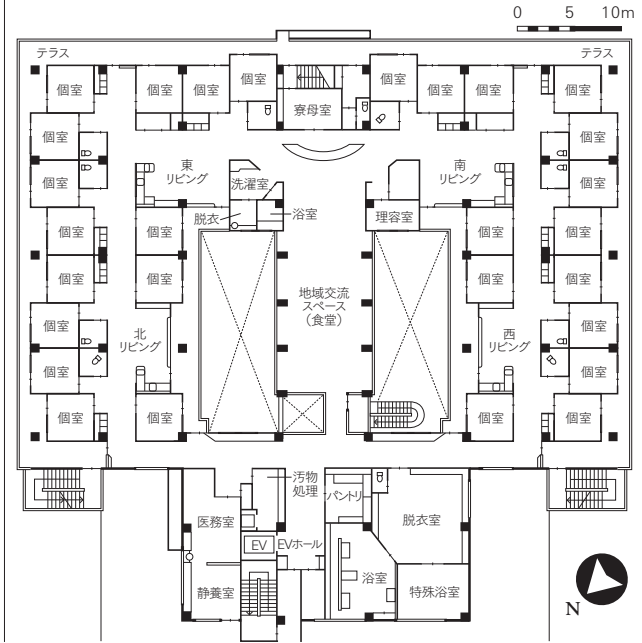 0 5 10m
テラス
テラス
個室
個室
個室
個室
寮母室
個室
個室
個室
個室
個室
個室
個室
個室
東
リビング
洗濯室
脱衣
浴室
南
リビング
理容室
個室
個室
個室
個室
個室
個室
個室
個室
地域交流
スペース
(食堂)
個室
個室
北
リビング
西
リビング
個室
個室
個室
個室
個室
個室
医務室
汚物
処理
パントリ
脱衣室
EV
EVホール
静養室
浴室
特殊浴室
N